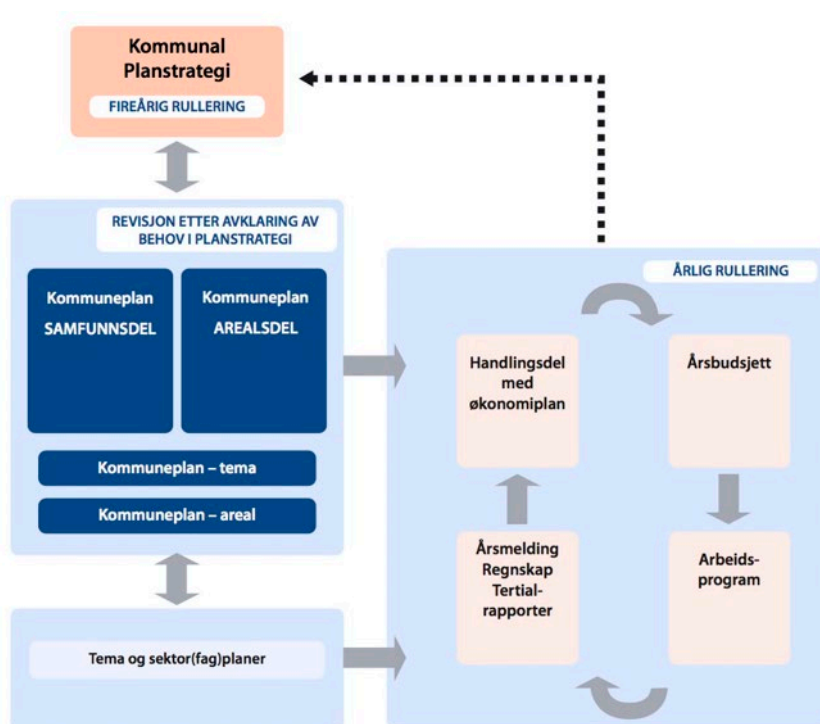 Kommunal
Planstrategi
FIREÅRIG RULLERING
REVISJON ETTER AVKLARING AV
BEHOV I PLANSTRATEGI
Kommuneplan
SAMFUNNSDEL
Kommuneplan
AREALSDEL
Kommuneplan – tema
Kommuneplan – areal
Tema og sektor(fag)planer
ÅRLIG RULLERING
Handlingsdel
med
økonomiplan
Årsbudsjett
Årsmelding
Regnskap
Tertial-
rapporter
Arbeids-
program